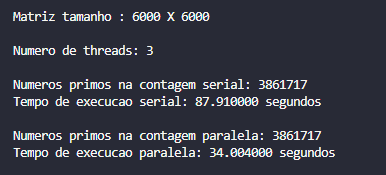 Matriz tamanho : 6000 X 6000
Numero de threads: 3
Numeros primos na contagem serial: 3861717
Tempo de execucao serial: 87.910000 segundos
Numeros primos na contagem paralela: 3861717
Tempo de execucao paralela: 34.004000 segundos